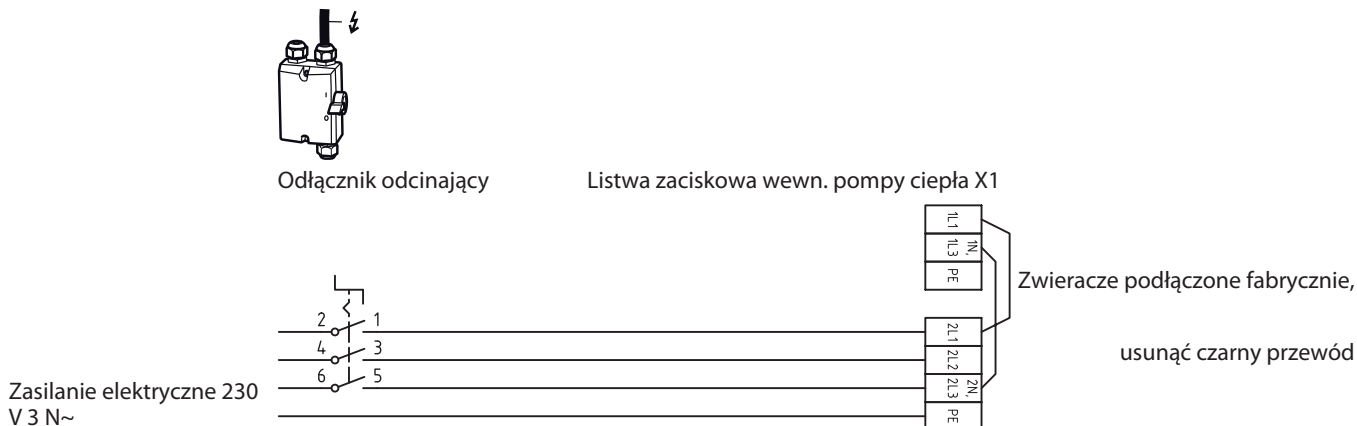 Odłącznik odcinający
Listwa zaciskowa wewn. pompy ciepła X1
1L1
1N,
1L3
PE
Zwieracze podłączone fabrycznie,
2 1
2L1
usunąć czarny przewód
4 3
2L2
6 5
2N,
2L3
Zasilanie elektryczne 230
V 3 N~
PE
I
O